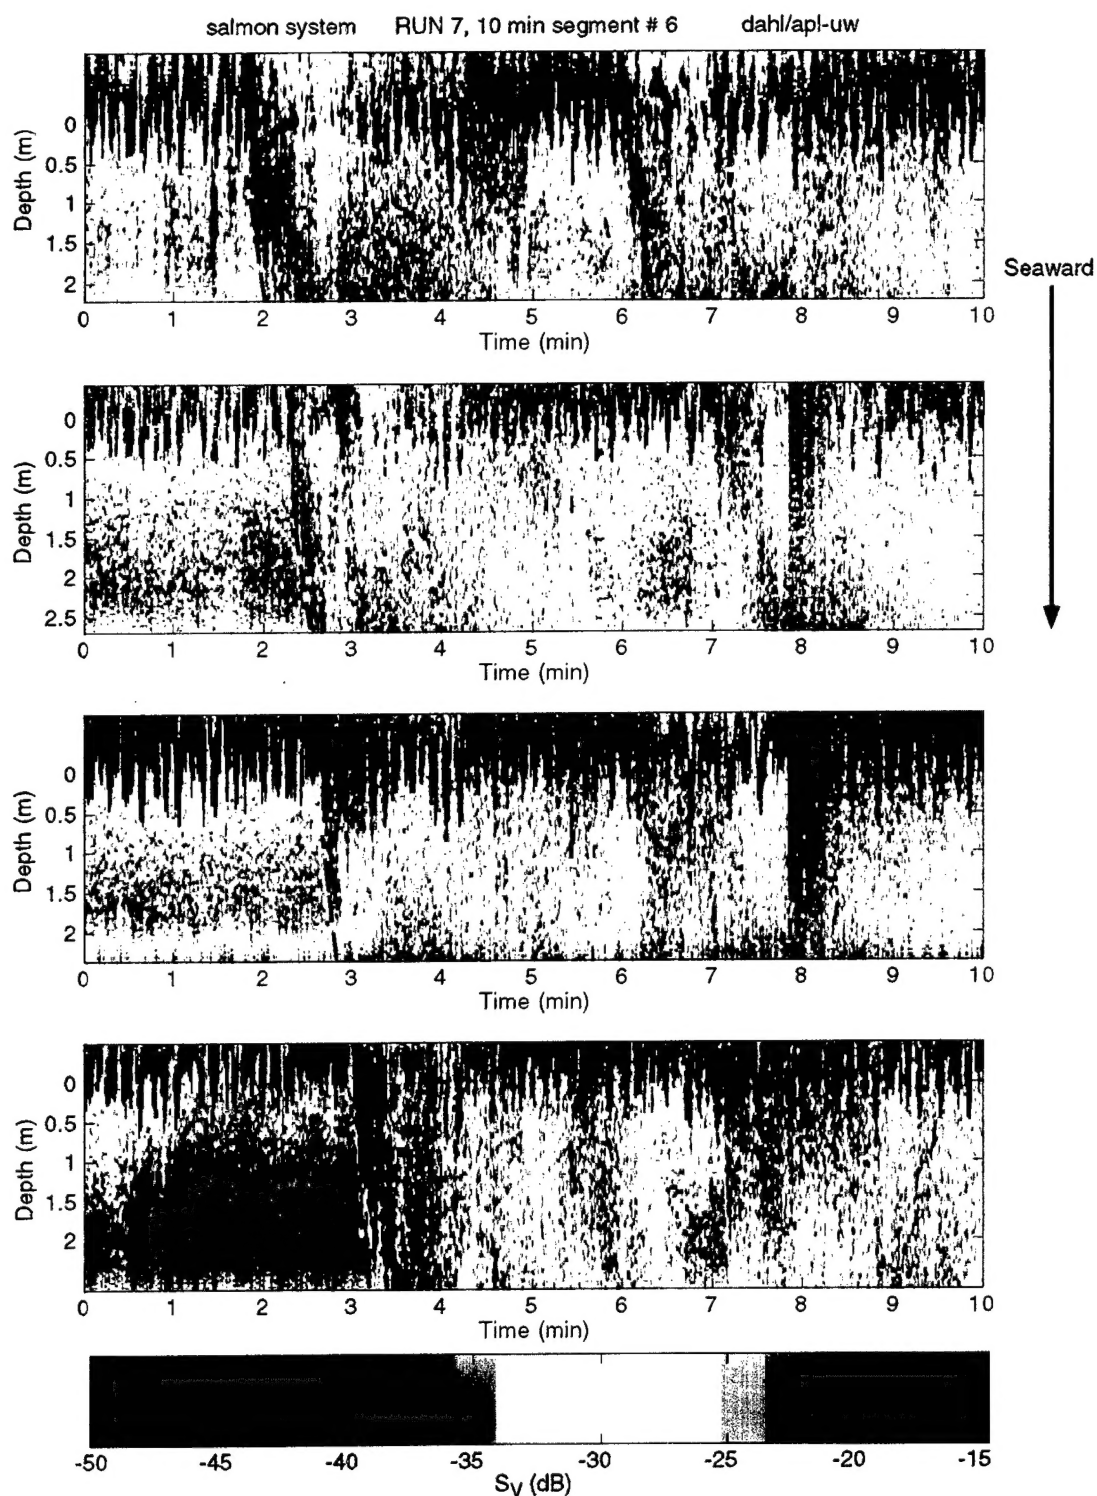 salmon system RUN 7, 10 min segment # 6 dahl/apl-uw
Depth (m)
0
0.5
1
1.5
2
0 1 2 3 4 5 6 7 8 9 10
Time (min)
Seaward
Depth (m)
0
0.5
1
1.5
2
2.5
0 1 2 3 4 5 6 7 8 9 10
Time (min)
Depth (m)
0
0.5
1
1.5
2
0 1 2 3 4 5 6 7 8 9 10
Time (min)
Depth (m)
0
0.5
1
1.5
2
0 1 2 3 4 5 6 7 8 9 10
Time (min)
-50 -45 -40 -35 -30 -25 -20 -15
Sv (dB)